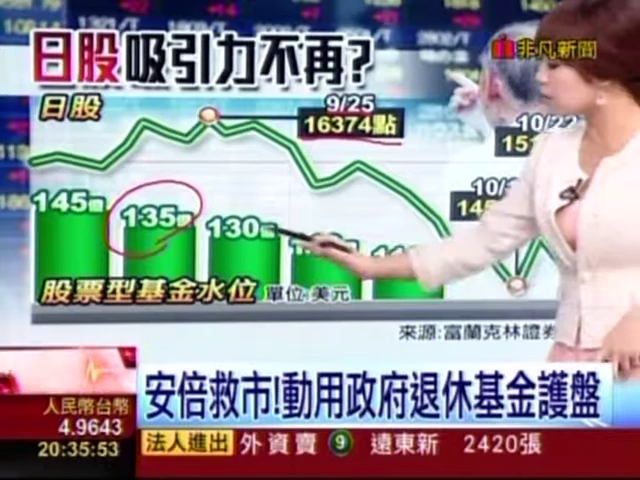 日股吸引力不再?
非凡新聞
日股
9/25
16374點
10/22
145億
135億
130億
股票型基金水位
單位:美元
來源:富蘭克林證券
安倍救市!動用政府退休基金護盤
人民幣台幣
4.9643
20:35:53
法人進出 外資賣 9 遠東新 2420張